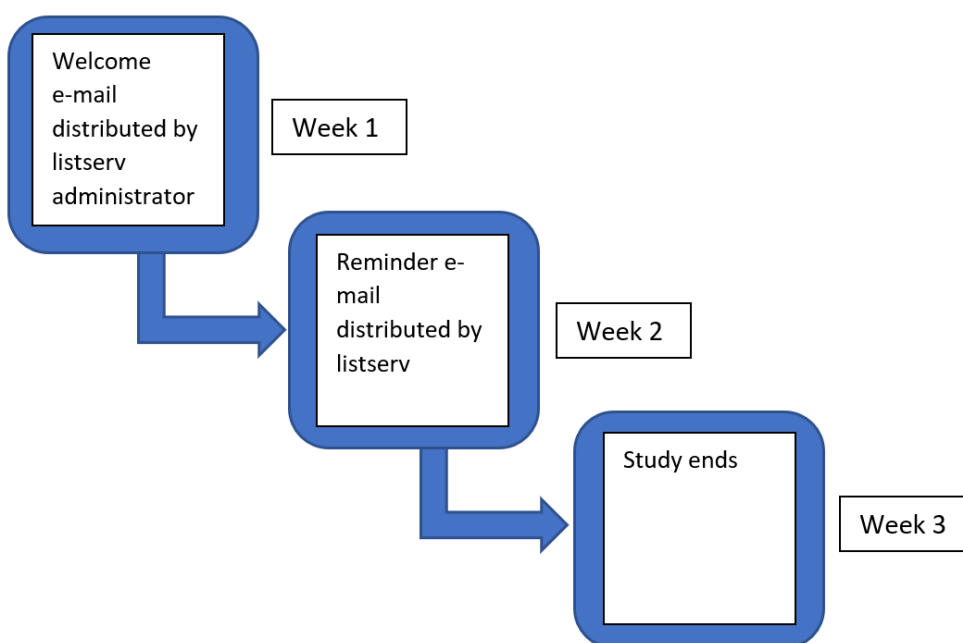 Welcome
e-mail
distributed by
listserv
administrator
Week 1
Reminder e-
mail
distributed by
listserv
Week 2
Study ends
Week 3